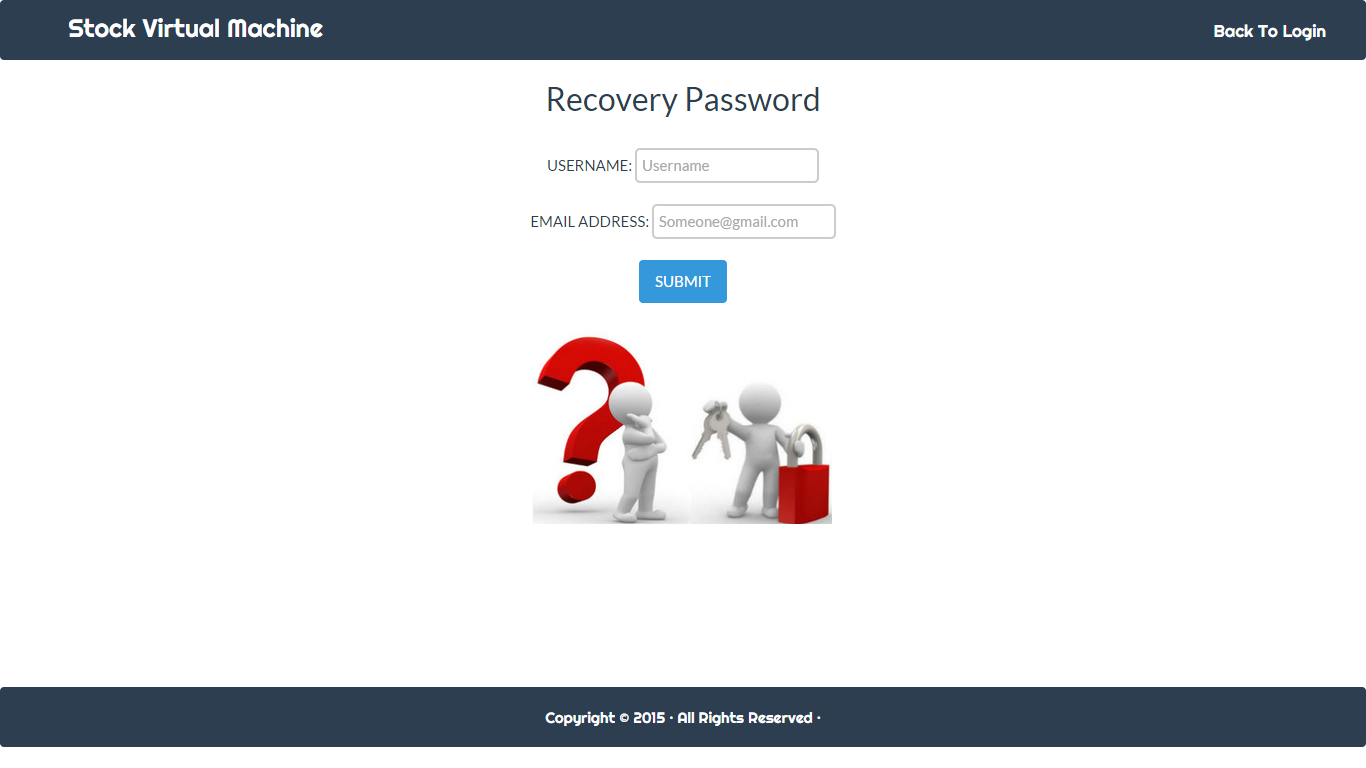 Stock Virtual Machine
Back To Login
Recovery Password
USERNAME: Username
EMAIL ADDRESS: Someone@gmail.com
SUBMIT
Copyright © 2015 · All Rights Reserved ·